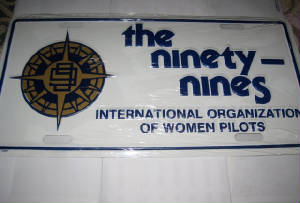 the
ninety—
nines
INTERNATIONAL ORGANIZATION
OF WOMEN PILOTS